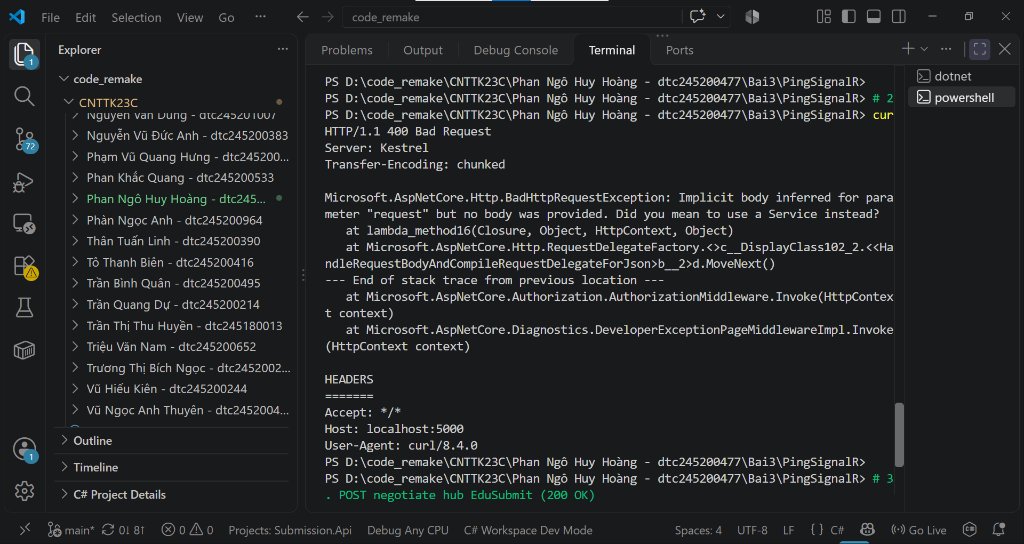 File Edit Selection View Go ··· code_remake
Explorer ···
code_remake
CNTTK23C
Nguyễn Văn Dũng - dtc245201007
Nguyễn Vũ Đức Anh - dtc245200383
Phạm Vũ Quang Hưng - dtc245200...
Phan Khắc Quang - dtc245200533
Phan Ngô Huy Hoàng - dtc245...
Phàn Ngọc Anh - dtc245200964
Thân Tuấn Linh - dtc245200390
Tô Thanh Biên - dtc245200416
Trần Bình Quân - dtc245200495
Trần Quang Dự - dtc245200214
Trần Thị Thu Huyền - dtc245180013
Triệu Văn Nam - dtc245200652
Trương Thị Bích Ngọc - dtc2452002...
Vũ Hiếu Kiên - dtc245200244
Vũ Ngọc Anh Thuyên - dtc2452004...
Outline
Timeline
C# Project Details
1
72
1
Problems Output Debug Console Terminal Ports
PS D:\code_remake\CNTTK23C\Phan Ngô Huy Hoàng - dtc245200477\Bai3\PingSignalR>
PS D:\code_remake\CNTTK23C\Phan Ngô Huy Hoàng - dtc245200477\Bai3\PingSignalR> # 2
PS D:\code_remake\CNTTK23C\Phan Ngô Huy Hoàng - dtc245200477\Bai3\PingSignalR> cur
HTTP/1.1 400 Bad Request
Server: Kestrel
Transfer-Encoding: chunked
Microsoft.AspNetCore.Http.BadHttpRequestException: Implicit body inferred for para
meter "request" but no body was provided. Did you mean to use a Service instead?
at lambda_method16(Closure, Object, HttpContext, Object)
at Microsoft.AspNetCore.Http.RequestDelegateFactory.<>c__DisplayClass102_2.<<Ha
ndleRequestBodyAndCompileRequestDelegateForJson>b__2>d.MoveNext()
--- End of stack trace from previous location ---
at Microsoft.AspNetCore.Authorization.AuthorizationMiddleware.Invoke(HttpContex
t context)
at Microsoft.AspNetCore.Diagnostics.DeveloperExceptionPageMiddlewareImpl.Invoke
(HttpContext context)
HEADERS
=======
Accept: */*
Host: localhost:5000
User-Agent: curl/8.4.0
PS D:\code_remake\CNTTK23C\Phan Ngô Huy Hoàng - dtc245200477\Bai3\PingSignalR>
PS D:\code_remake\CNTTK23C\Phan Ngô Huy Hoàng - dtc245200477\Bai3\PingSignalR> # 3
. POST negotiate hub EduSubmit (200 OK)
dotnet
powershell
main* 0↓ 8↑ 0 0 Projects: Submission.Api Debug Any CPU C# Workspace Dev Mode Spaces: 4 UTF-8 LF {} C# Go Live